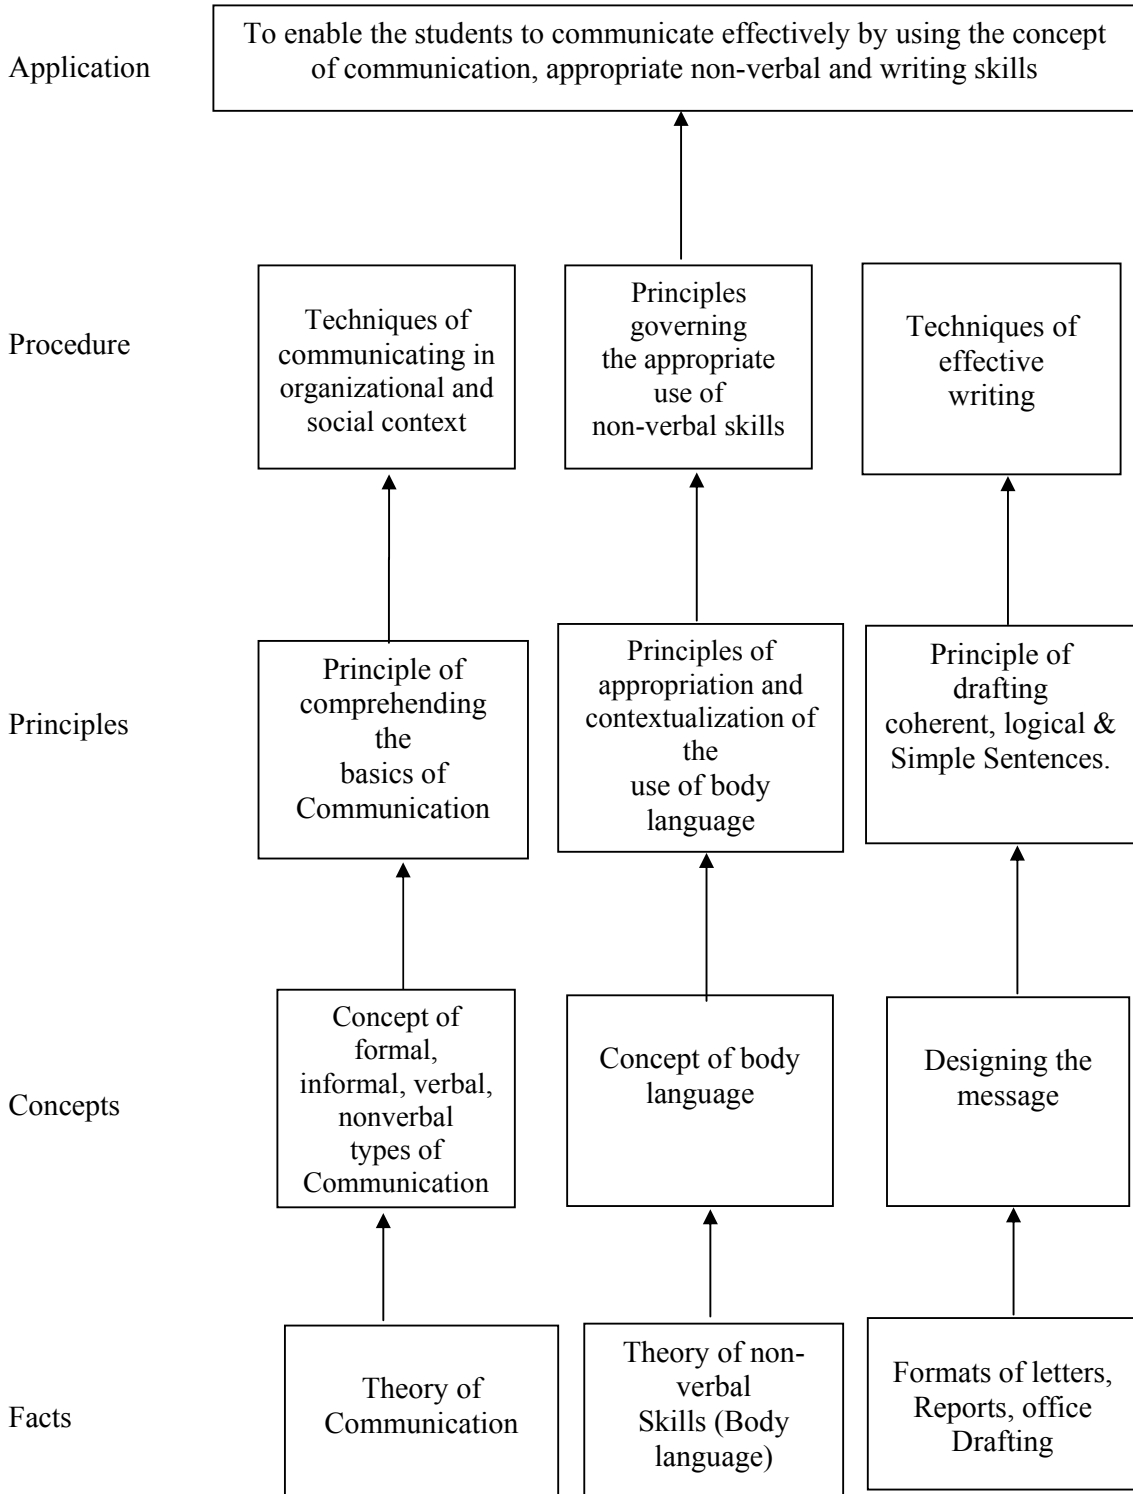 Application
To enable the students to communicate effectively by using the concept
of communication, appropriate non-verbal and writing skills
Procedure
Techniques of
communicating in
organizational and
social context
Principles
governing
the appropriate
use of
non-verbal skills
Techniques of
effective
writing
Principles
Principle of
comprehending
the
basics of
Communication
Principles of
appropriation and
contextualization of
the
use of body
language
Principle of
drafting
coherent, logical &
Simple Sentences.
Concepts
Concept of
formal,
informal, verbal,
nonverbal
types of
Communication
Concept of body
language
Designing the
message
Facts
Theory of
Communication
Theory of non-
verbal
Skills (Body
language)
Formats of letters,
Reports, office
Drafting